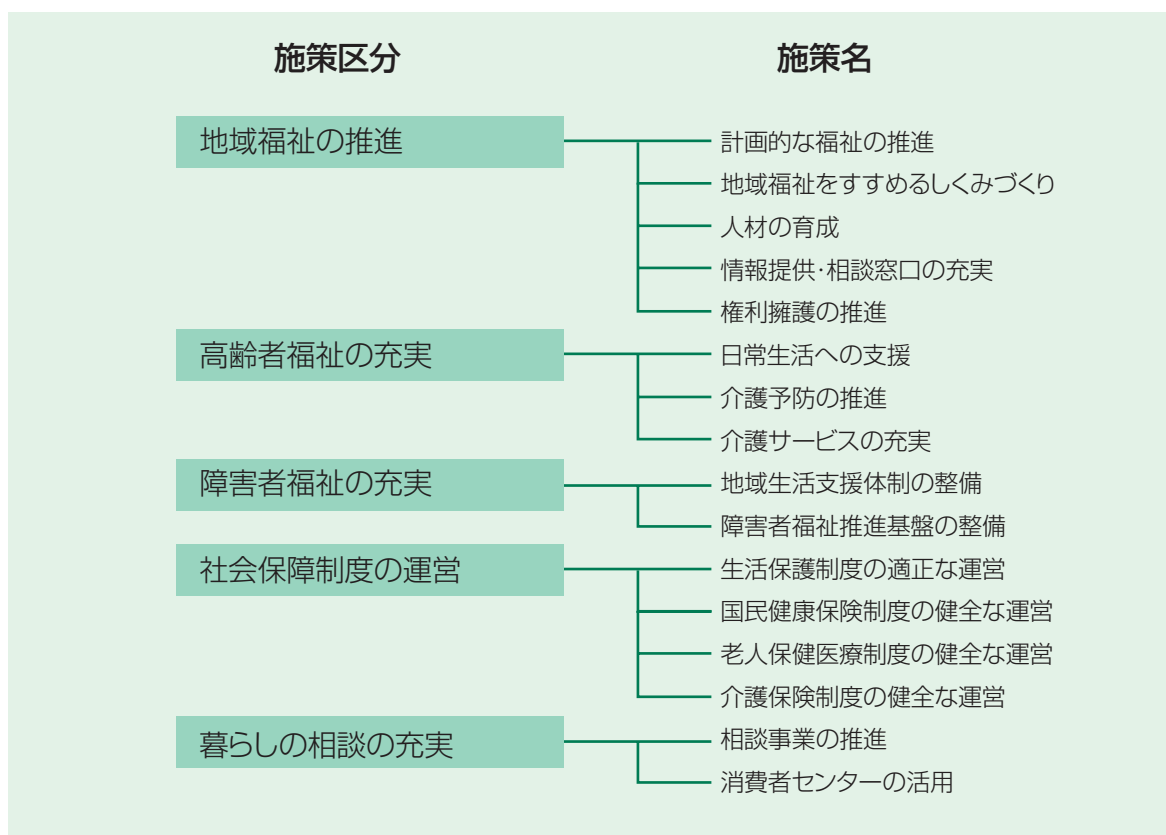 施策区分 施策名
地域福祉の推進 計画的な福祉の推進
地域福祉をすすめるしくみづくり
人材の育成
情報提供・相談窓口の充実
権利擁護の推進
高齢者福祉の充実 日常生活への支援
介護予防の推進
介護サービスの充実
障害者福祉の充実 地域生活支援体制の整備
障害者福祉推進基盤の整備
社会保障制度の運営 生活保護制度の適正な運営
国民健康保険制度の健全な運営
老人保健医療制度の健全な運営
介護保険制度の健全な運営
暮らしの相談の充実 相談事業の推進
消費者センターの活用